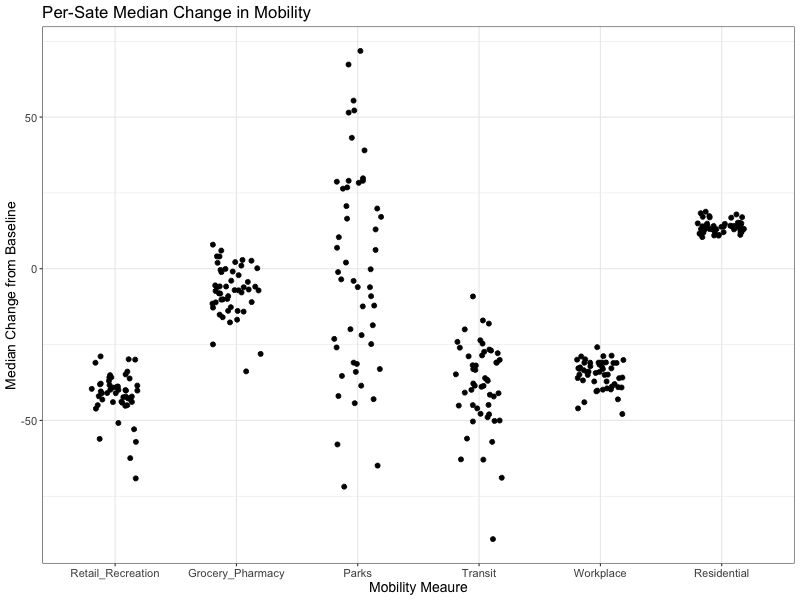 Per-Sate Median Change in Mobility
Median Change from Baseline
50
0
-50
Retail_Recreation Grocery_Pharmacy Parks Transit Workplace Residential
Mobility Meaure